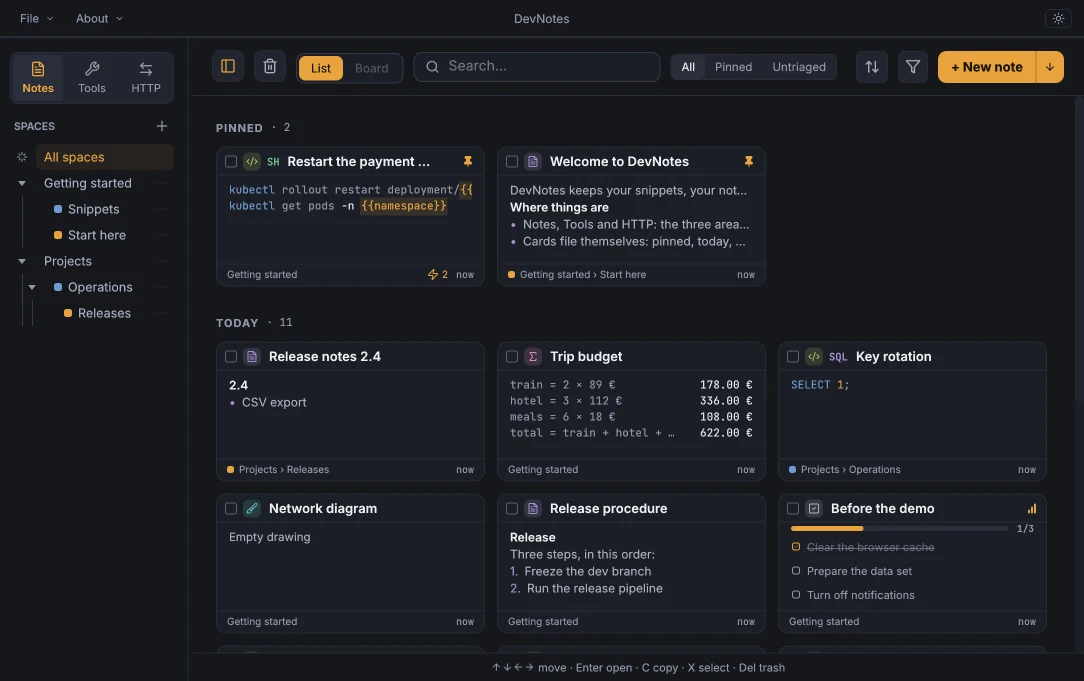 File
About
DevNotes
Notes
Tools
HTTP
SPACES
All spaces
Getting started
Snippets
Start here
Projects
Operations
Releases
List
Board
Search...
All
Pinned
Untriaged
+ New note
PINNED · 2
SH Restart the payment ...
kubectl rollout restart deployment/{{
kubectl get pods -n {{namespace}}
Getting started
2 now
Welcome to DevNotes
DevNotes keeps your snippets, your not...
Where things are
• Notes, Tools and HTTP: the three area...
• Cards file themselves: pinned, today, ...
Getting started › Start here
now
TODAY · 11
Release notes 2.4
2.4
• CSV export
Projects › Releases
now
Trip budget
train = 2 × 89 € 178.00 €
hotel = 3 × 112 € 336.00 €
meals = 6 × 18 € 108.00 €
total = train + hotel + … 622.00 €
Getting started
now
SQL Key rotation
SELECT 1;
Projects › Operations
now
Network diagram
Empty drawing
Getting started
now
Release procedure
Release
Three steps, in this order:
1. Freeze the dev branch
2. Run the release pipeline
Getting started
now
Before the demo
1/3
Clear the browser cache
Prepare the data set
Turn off notifications
Getting started
now
↑↓←→ move · Enter open · C copy · X select · Del trash